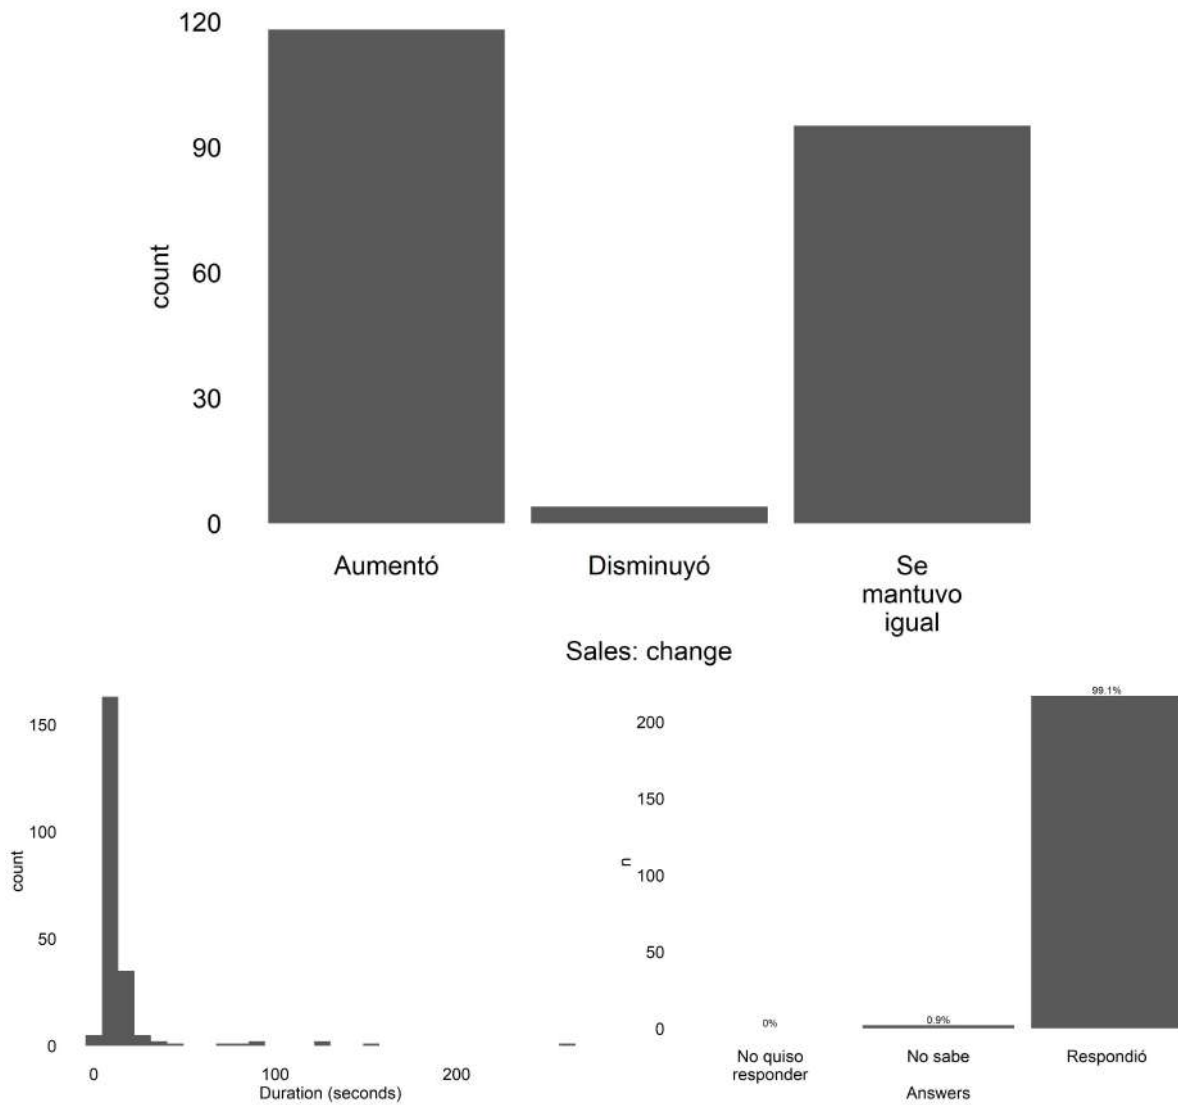 120
90
60
30
0
count
Aumentó
Disminuyó
Se
mantuvo
igual
Sales: change
150
100
50
0
count
0
100
200
Duration (seconds)
200
150
100
50
0
n
0%
0.9%
99.1%
No quiso
responder
No sabe
Respondió
Answers